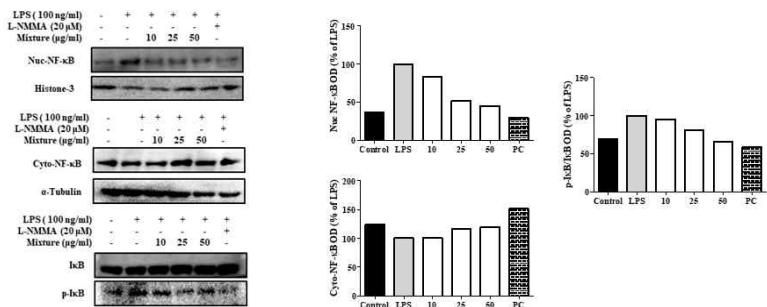 LPS ( 100 ng/ml) - + + + + +
L-NMMA (20 μM) - - - - - +
Mixture (μg/ml) - - 10 25 50 -
Nuc-NF-κB
Histone-3
LPS ( 100 ng/ml) - + + + + +
L-NMMA (20μM) - - - - - +
Mixture (μg/ml) - - 10 25 50 -
Cyto-NF-κB
α-Tubulin
LPS ( 100 ng/ml) - + + + + +
L-NMMA (20 μM) - - - - - +
Mixture (μg/ml) - - 10 25 50 -
IκB
p-IκB
Nuc NF-κB OD (% of LPS)
150
100
50
0
Control LPS 10 25 50 PC
Cyto-NF-κB OD (% of LPS)
200
150
100
50
0
Control LPS 10 25 50 PC
p-IκB/IκB OD (% of LPS)
150
100
50
0
Control LPS 10 25 50 PC